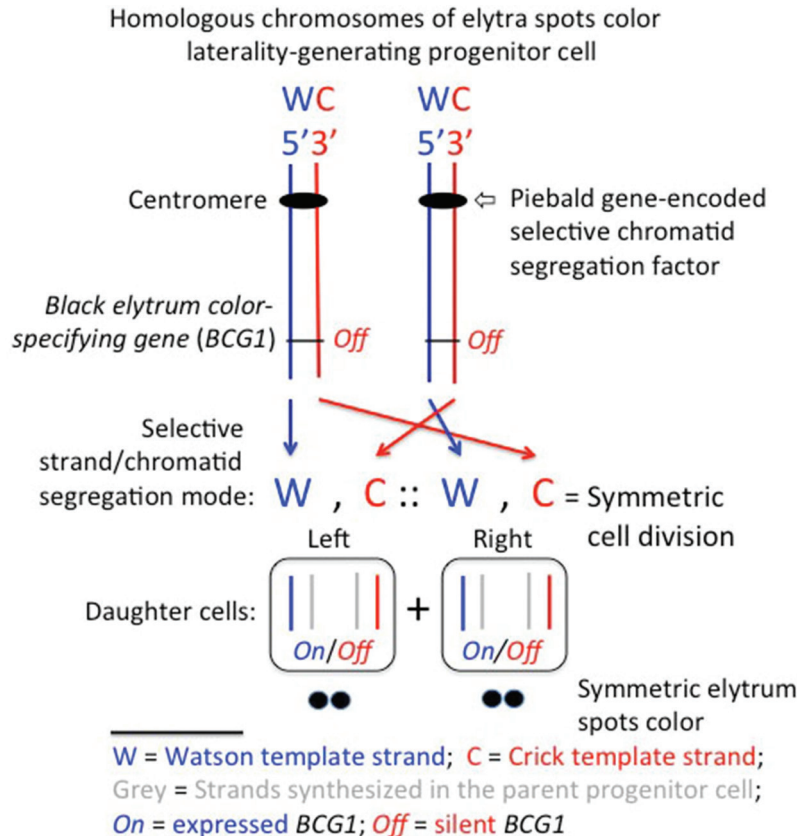 Homologous chromosomes of elytra spots color
laterality-generating progenitor cell
WC WC
5’3’ 5’3’
Centromere
Piebald gene-encoded
selective chromatid
segregation factor
Black elytrum color-
specifying gene (BCG1)
Off Off
Selective
strand/chromatid
segregation mode: W , C :: W , C = Symmetric
cell division
Left Right
Daughter cells: +
On/Off On/Off
Symmetric elytrum
spots color
W = Watson template strand; C = Crick template strand;
Grey = Strands synthesized in the parent progenitor cell;
On = expressed BCG1; Off = silent BCG1